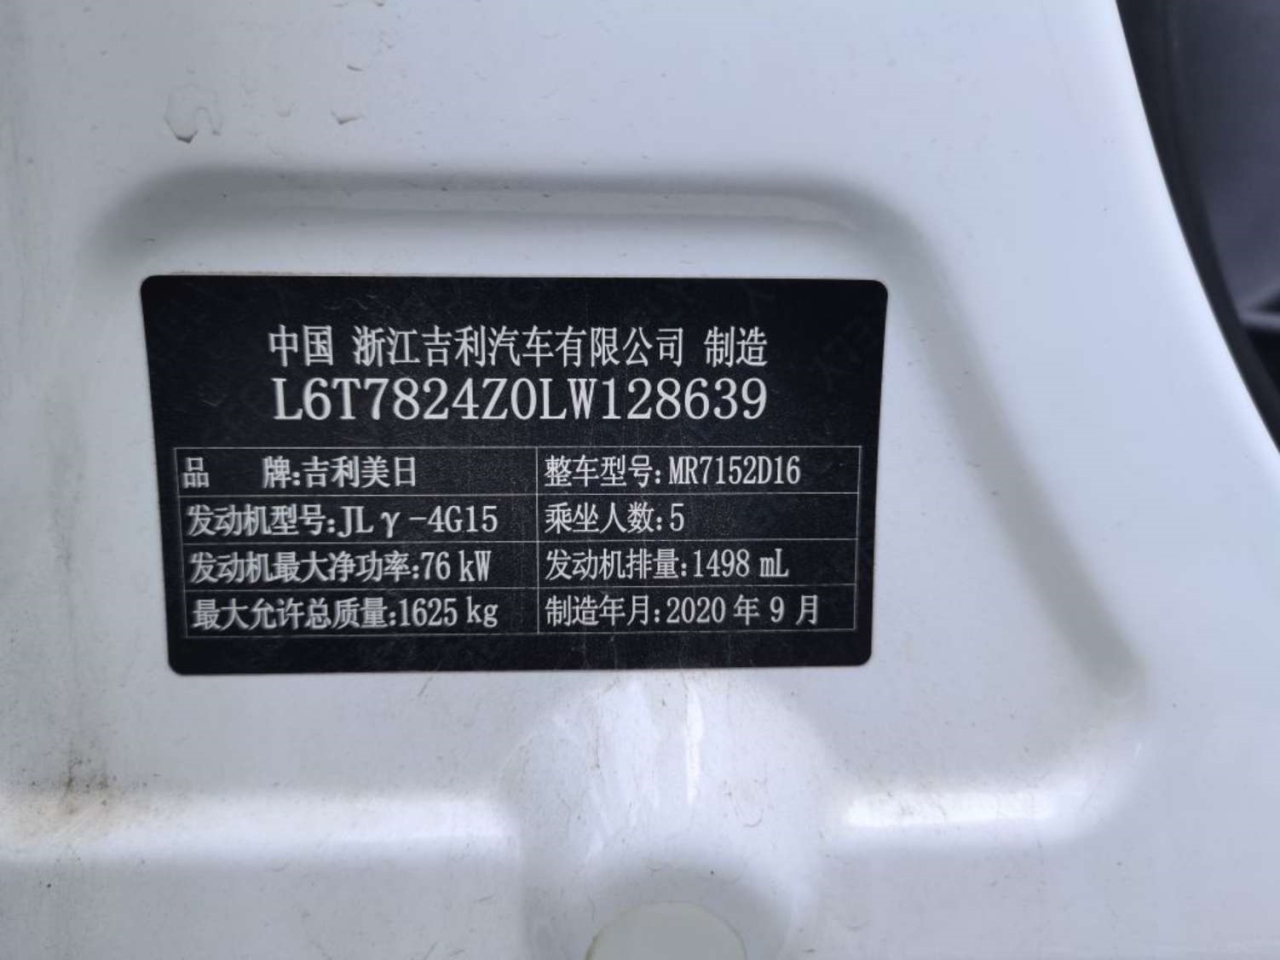 中国 浙江吉利汽车有限公司 制造
L6T7824Z0LW128639
品 牌:吉利美日 整车型号:MR7152D16
发动机型号:JLγ-4G15 乘坐人数:5
发动机最大净功率:76 kW 发动机排量:1498 mL
最大允许总质量:1625 kg 制造年月:2020 年 9 月